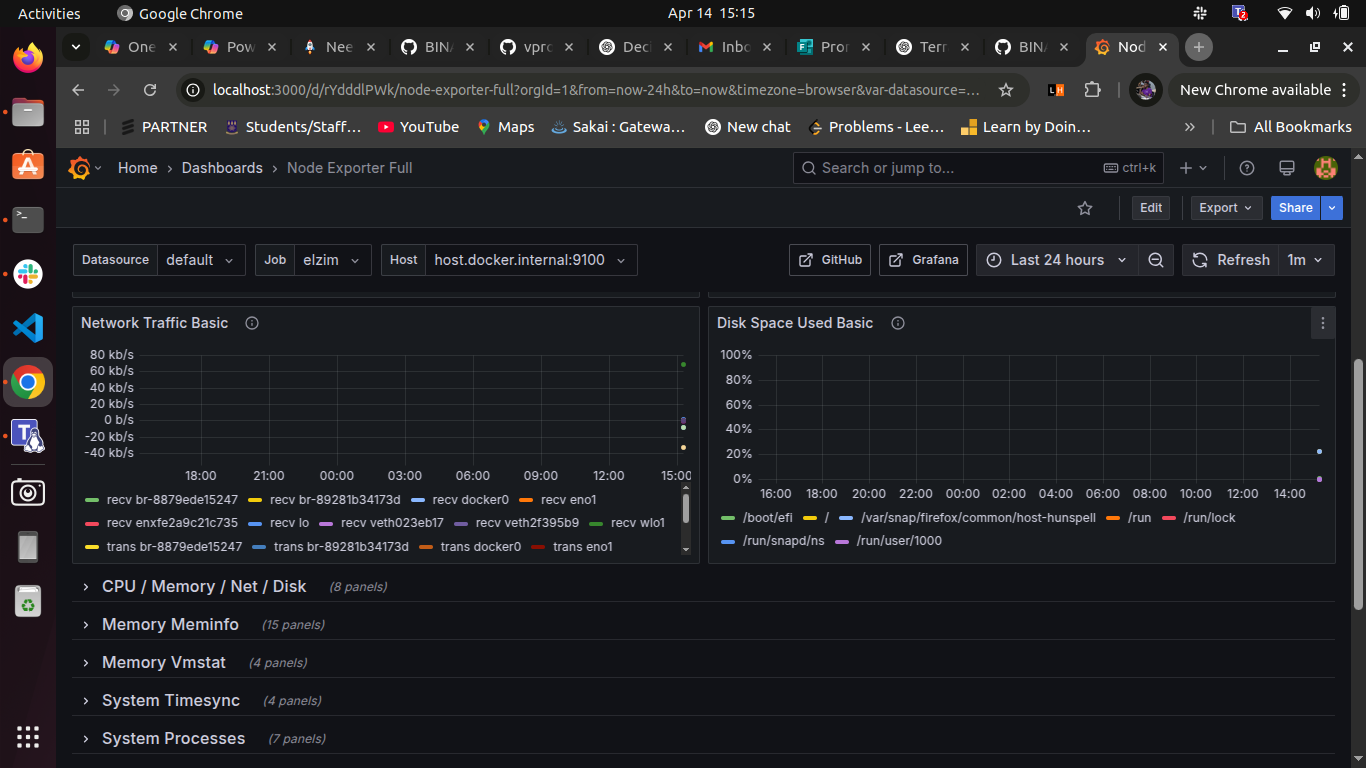 Activities Google Chrome Apr 14 15:15
One Pow Nee BINA vpro Deci Inbo Pror Terr BINA Nod
localhost:3000/d/rYdddlPWk/node-exporter-full?orgId=1&from=now-24h&to=now&timezone=browser&var-datasource=... New Chrome available
PARTNER Students/Staff... YouTube Maps Sakai : Gatewa... New chat Problems - Lee... Learn by Doin... » All Bookmarks
Home › Dashboards › Node Exporter Full Search or jump to... ctrl+k
Edit Export Share
Datasource default Job elzim Host host.docker.internal:9100 GitHub Grafana Last 24 hours Refresh 1m
Network Traffic Basic
80 kb/s
60 kb/s
40 kb/s
20 kb/s
0 b/s
-20 kb/s
-40 kb/s
18:00 21:00 00:00 03:00 06:00 09:00 12:00 15:00
recv br-8879ede15247 recv br-89281b34173d recv docker0 recv eno1
recv enxfe2a9c21c735 recv lo recv veth023eb17 recv veth2f395b9 recv wlo1
trans br-8879ede15247 trans br-89281b34173d trans docker0 trans eno1
Disk Space Used Basic
100%
80%
60%
40%
20%
0%
16:00 18:00 20:00 22:00 00:00 02:00 04:00 06:00 08:00 10:00 12:00 14:00
/boot/efi / /var/snap/firefox/common/host-hunspell /run /run/lock
/run/snapd/ns /run/user/1000
CPU / Memory / Net / Disk (8 panels)
Memory Meminfo (15 panels)
Memory Vmstat (4 panels)
System Timesync (4 panels)
System Processes (7 panels)